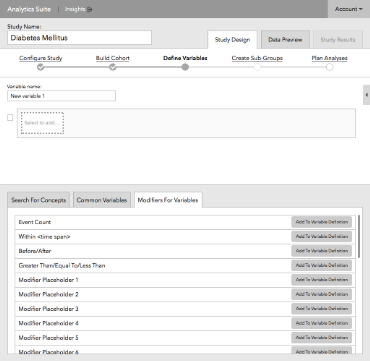 Analytics Suite | Insights
Account
Study Name:
Diabetes Mellitus
Study Design
Data Preview
Study Results
Configure Study
Build Cohort
Define Variables
Create Sub-Groups
Plan Analyses
Variable name:
New variable 1
Select to add...
Search For Concepts
Common Variables
Modifiers For Variables
Event Count Add To Variable Definition
Within <time span> Add To Variable Definition
Before/After Add To Variable Definition
Greater Than/Equal To/Less Than Add To Variable Definition
Modifier Placeholder 1 Add To Variable Definition
Modifier Placeholder 2 Add To Variable Definition
Modifier Placeholder 3 Add To Variable Definition
Modifier Placeholder 4 Add To Variable Definition
Modifier Placeholder 5 Add To Variable Definition
Modifier Placeholder 6 Add To Variable Definition